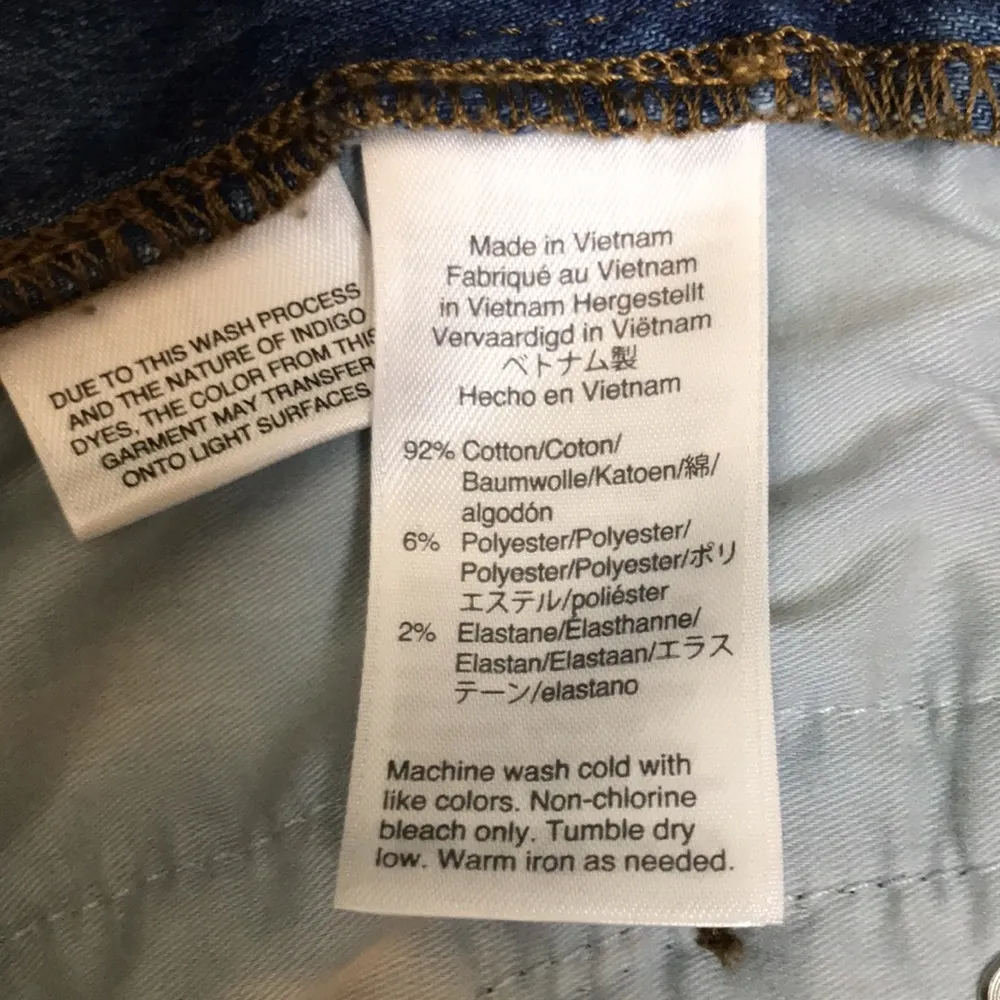 DUE TO THIS WASH PROCESS
AND THE NATURE OF INDIGO
DYES, THE COLOR FROM THIS
GARMENT MAY TRANSFER
ONTO LIGHT SURFACES
Made in Vietnam
Fabriqué au Vietnam
in Vietnam Hergestellt
Vervaardigd in Viëtnam
ベトナム製
Hecho en Vietnam
92% Cotton/Coton/
Baumwolle/Katoen/綿/
algodón
6% Polyester/Polyester/
Polyester/Polyester/ポリ
エステル/poliéster
2% Elastane/Élasthanne/
Elastan/Elastaan/エラス
テーン/elastano
Machine wash cold with
like colors. Non-chlorine
bleach only. Tumble dry
low. Warm iron as needed.